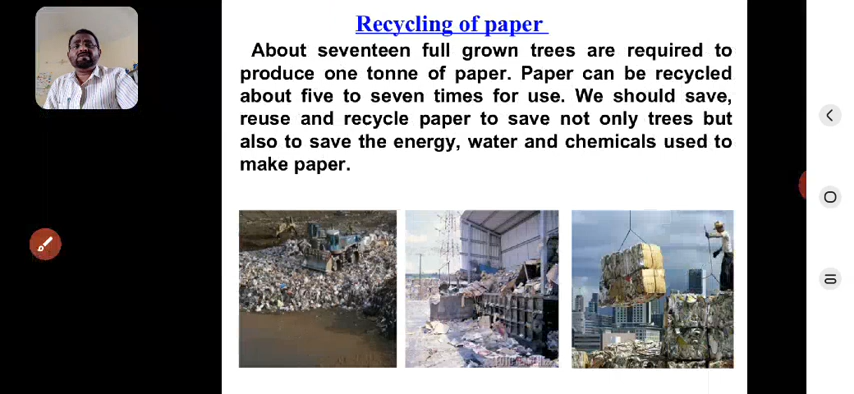 Recycling of paper
About seventeen full grown trees are required to
produce one tonne of paper. Paper can be recycled
about five to seven times for use. We should save,
reuse and recycle paper to save not only trees but
also to save the energy, water and chemicals used to
make paper.